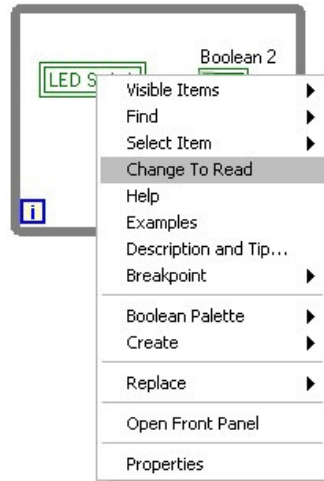 Boolean 2
LED S
Visible Items
Find
Select Item
Change To Read
Help
i
Examples
Description and Tip...
Breakpoint
Boolean Palette
Create
Replace
Open Front Panel
Properties